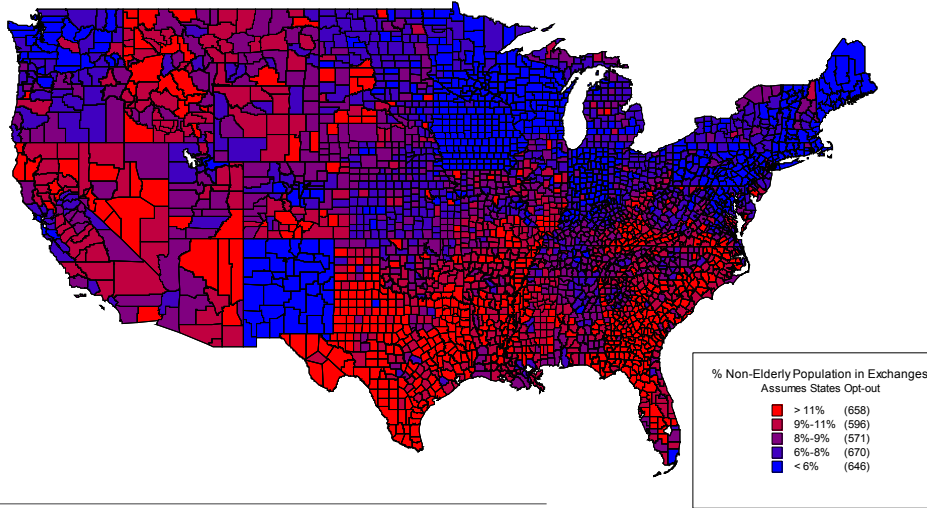 % Non-Elderly Population in Exchanges
Assumes States Opt-out
> 11% (658)
9%-11% (596)
8%-9% (571)
6%-8% (670)
< 6% (646)